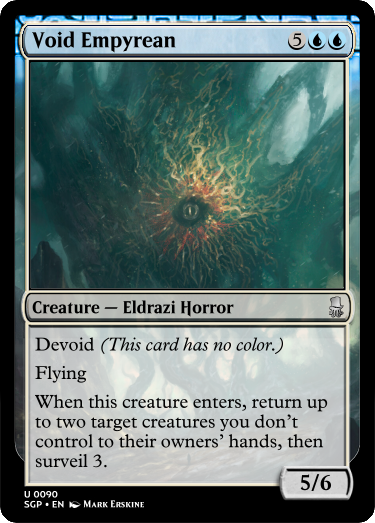 Void Empyrean 5
Creature — Eldrazi Horror
Devoid (This card has no color.)
Flying
When this creature enters, return up
to two target creatures you don't
control to their owners' hands, then
surveil 3.
5/6
U 0090
SGP • EN Mark Erskine